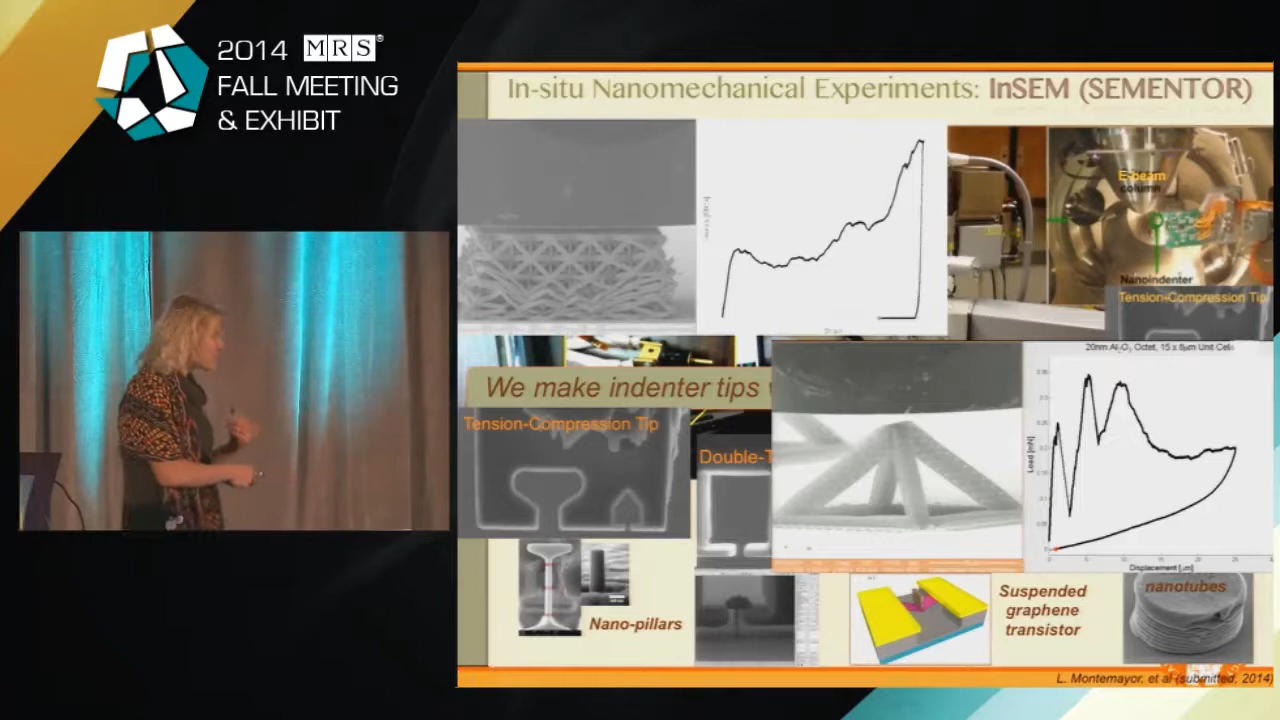 2014 MRS®
FALL MEETING
& EXHIBIT
In-situ Nanomechanical Experiments: InSEM (SEMENTOR)
E-beam
column
Nanoindenter
Tension-Compression Tip
20nm Al₂O₃ Octet, 15 x 8μm Unit Cells
Load [mN]
Displacement [μm]
We make indenter tips
Tension-Compression Tip
Double-T
Nano-pillars
Suspended
graphene
transistor
nanotubes
L. Montemayor, et al (submitted, 2014)